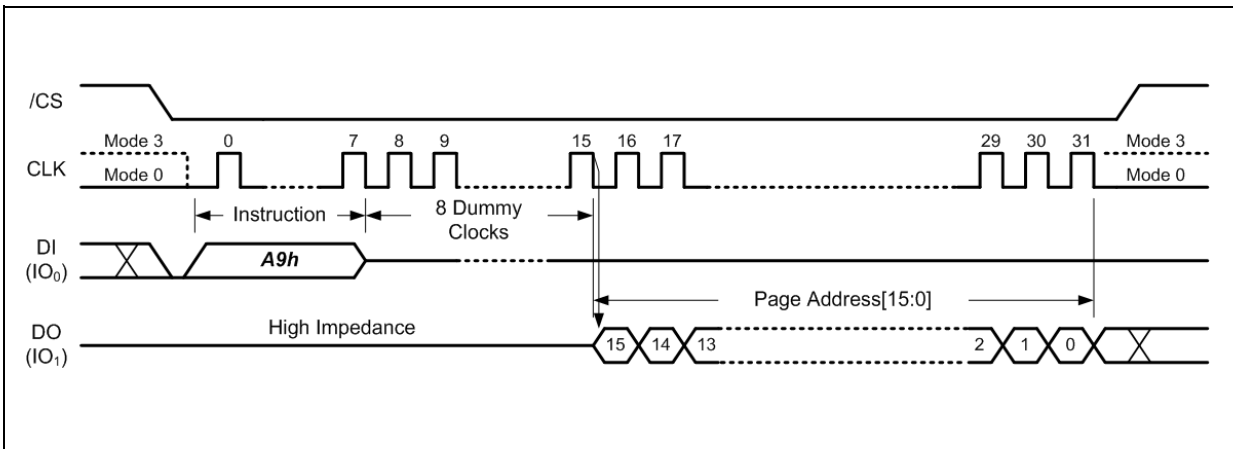 /CS
Mode 3 0 7 8 9 15 16 17 29 30 31 Mode 3
CLK
Mode 0 Mode 0
Instruction 8 Dummy
Clocks
DI
(IO₀)
A9h
Page Address[15:0]
High Impedance
DO
(IO₁)
15 14 13 2 1 0